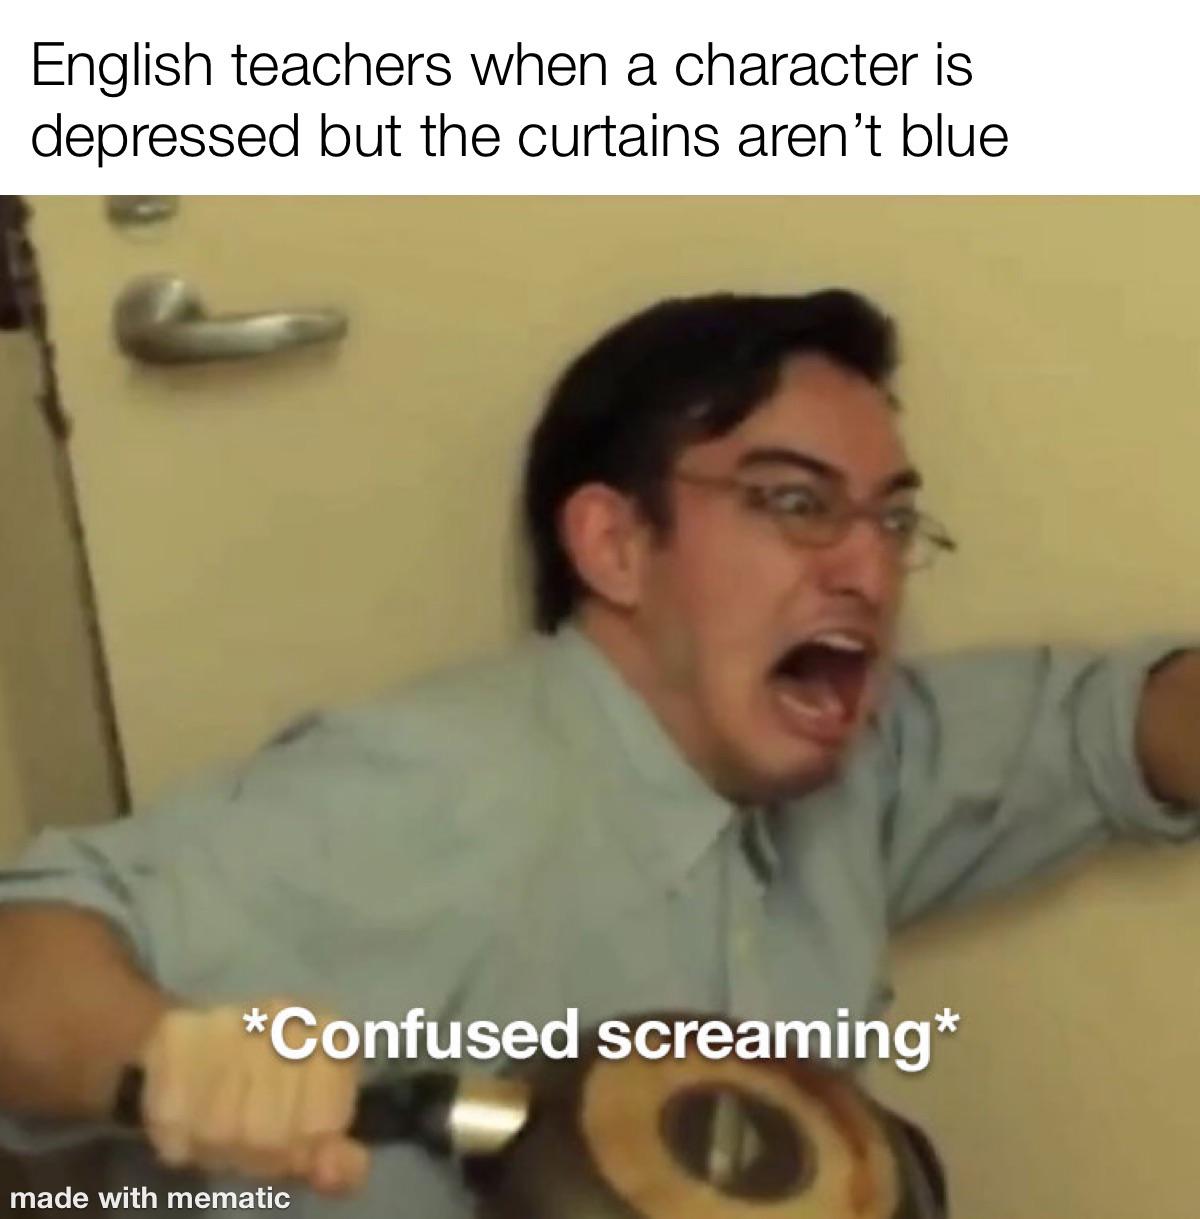 English teachers when a character is
depressed but the curtains aren’t blue
*Confused screaming*
made with mematic